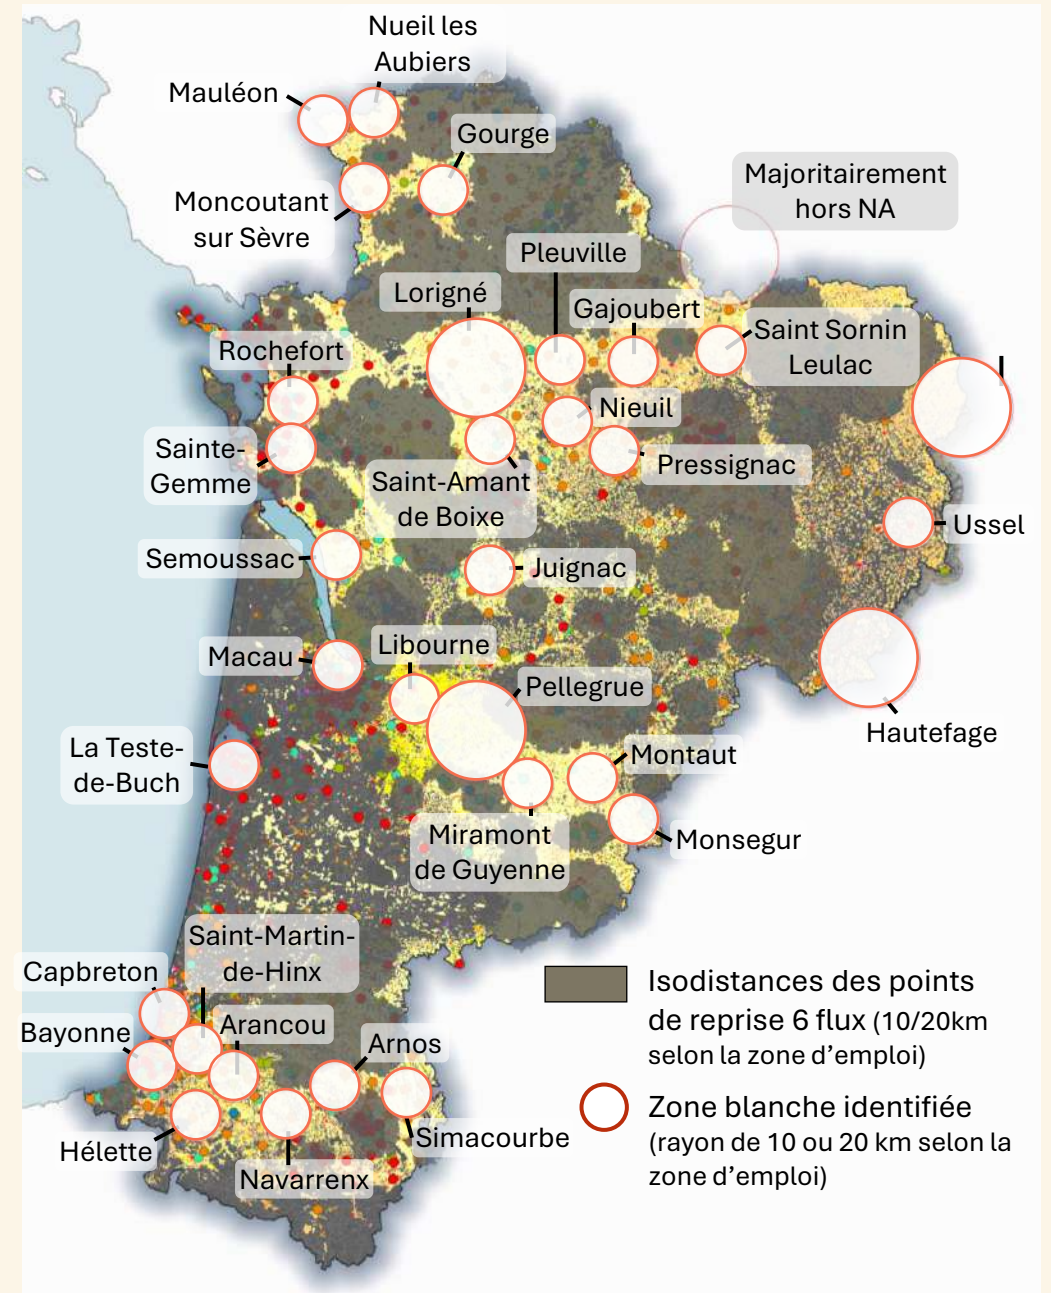 Nueil les
Aubiers
Mauléon
Gourge
Majoritairement
hors NA
Moncoutant
sur Sèvre
Pleuville
Lorigné
Gajoubert
Saint Sornin
Leulac
Rochefort
Nieuil
Sainte-
Gemme
Pressignac
Saint-Amant
de Boixe
Ussel
Semoussac
Juignac
Libourne
Macau
Pellegrue
Hautefage
La Teste-
de-Buch
Montaut
Miramont
de Guyenne
Monsegur
Saint-Martin-
de-Hinx
Capbreton
Bayonne
Arancou
Arnos
Hélette
Simacourbe
Navarrenx
Isodistances des points
de reprise 6 flux (10/20km
selon la zone d'emploi)
Zone blanche identifiée
(rayon de 10 ou 20 km selon la
zone d'emploi)